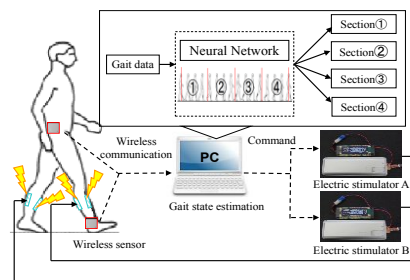 Neural Network
Gait data
① ② ③ ④
Section①
Section②
Section③
Section④
Wireless
communication
Command
PC
Gait state estimation
Electric stimulator A
Electric stimulator B
Wireless sensor